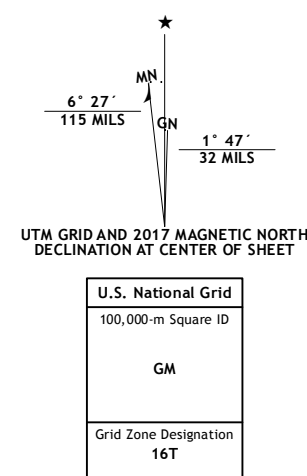 MN.
6° 27´
115 MILS
GN
1° 47´
32 MILS
UTM GRID AND 2017 MAGNETIC NORTH
DECLINATION AT CENTER OF SHEET
U.S. National Grid
100,000-m Square ID
GM
Grid Zone Designation
16T